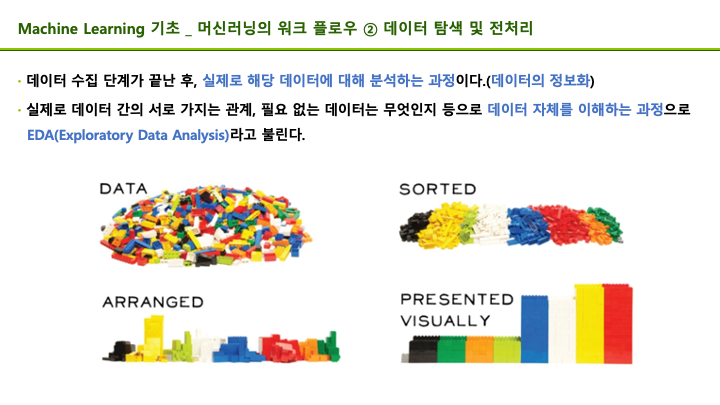 Machine Learning 기초 _ 머신러닝의 워크 플로우 ② 데이터 탐색 및 전처리
· 데이터 수집 단계가 끝난 후, 실제로 해당 데이터에 대해 분석하는 과정이다.(데이터의 정보화)
· 실제로 데이터 간의 서로 가지는 관계, 필요 없는 데이터는 무엇인지 등으로 데이터 자체를 이해하는 과정으로
EDA(Exploratory Data Analysis)라고 불린다.
DATA
SORTED
ARRANGED
PRESENTED
VISUALLY